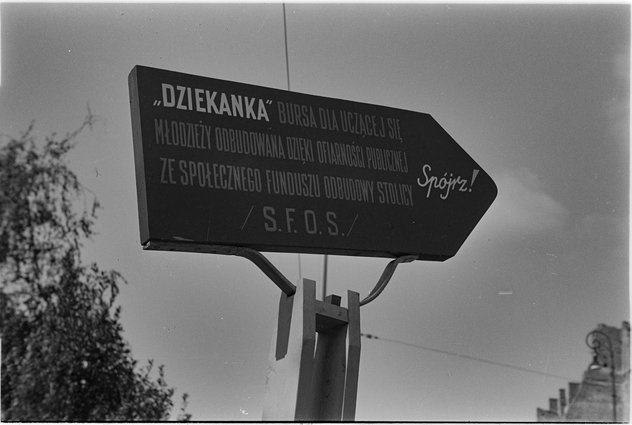 „DZIEKANKA" BURSA DLA UCZĄCEJ SIĘ
MŁODZIEŻY ODBUDOWANA DZIĘKI OFIARNOŚCI PUBLICZNEJ
ZE SPOŁECZNEGO FUNDUSZU ODBUDOWY STOLICY
/S.F.O.S./
Spójrz!